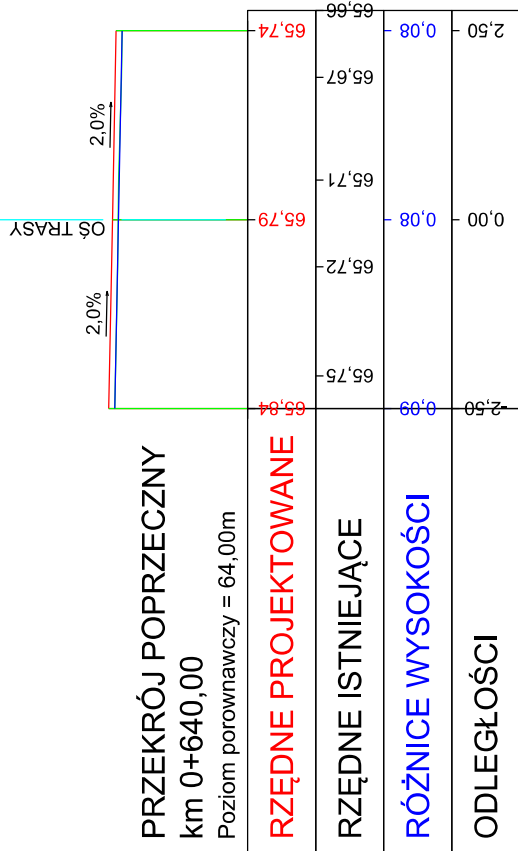 2,0%
2,0%
OŚ TRASY
PRZEKRÓJ POPRZECZNY
km 0+640,00
Poziom porownawczy = 64,00m
RZĘDNE PROJEKTOWANE
65,84
65,79
65,74
RZĘDNE ISTNIEJĄCE
65,75
65,72
65,71
65,67
65,66
RÓŻNICE WYSOKOŚCI
0,09
0,08
0,08
ODLEGŁOŚCI
-2,50
0,00
2,50